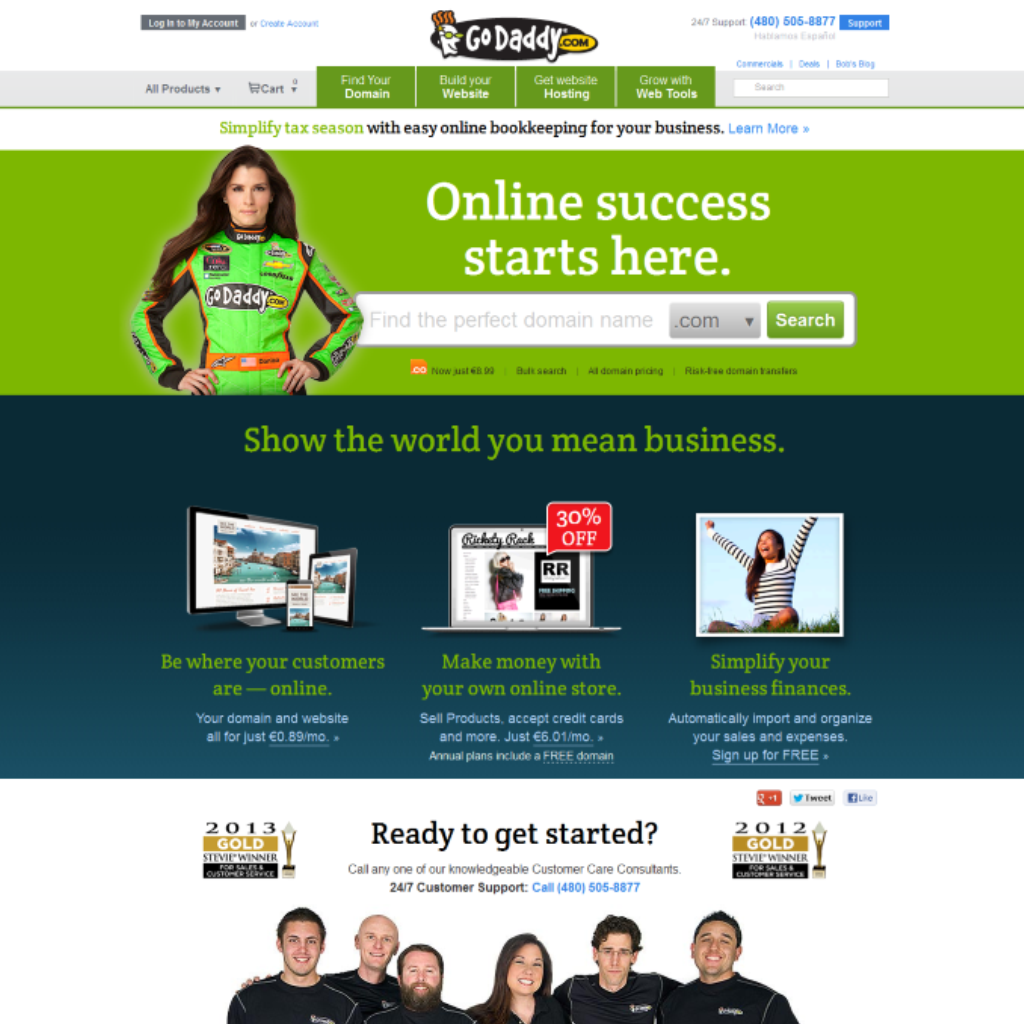 Log In to My Account or Create Account
GoDaddy.COM
24/7 Support (480) 505-8877 Support
Hablamos Español
Commercials | Deals | Bob's Blog
All Products ▾ Cart 0 ▾
Find Your Domain
Build your Website
Get website Hosting
Grow with Web Tools
Search
Simplify tax season with easy online bookkeeping for your business. Learn More »
Online success
starts here.
GoDaddy
GoDaddy.COM
Find the perfect domain name .com ▾ Search
.co Now just €8.99 | Bulk search | All domain pricing | Risk-free domain transfers
Show the world you mean business.
30%
OFF
Rickety Rack
RR
FREE SHIPPING
Be where your customers
are — online.
Your domain and website
all for just €0.89/mo. »
Make money with
your own online store.
Sell Products, accept credit cards
and more. Just €6.01/mo. »
Annual plans include a FREE domain
Simplify your
business finances.
Automatically import and organize
your sales and expenses.
Sign up for FREE »
+1 Tweet Like
2013
GOLD
STEVIE® WINNER
FOR SALES &
CUSTOMER SERVICE
Ready to get started?
Call any one of our knowledgeable Customer Care Consultants.
24/7 Customer Support: Call (480) 505-8877
2012
GOLD
STEVIE® WINNER
FOR SALES &
CUSTOMER SERVICE